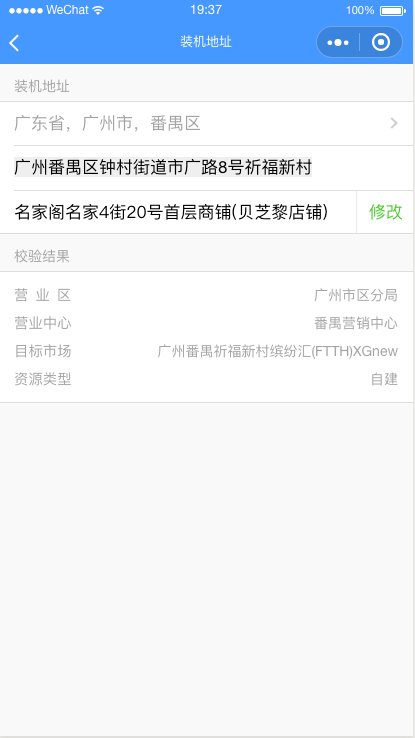 WeChat 19:37 100%
装机地址
装机地址
广东省，广州市，番禺区
广州番禺区钟村街道市广路8号祈福新村
名家阁名家4街20号首层商铺(贝芝黎店铺) 修改
校验结果
营 业 区 广州市区分局
营业中心 番禺营销中心
目标市场 广州番禺祈福新村缤纷汇(FTTH)XGnew
资源类型 自建